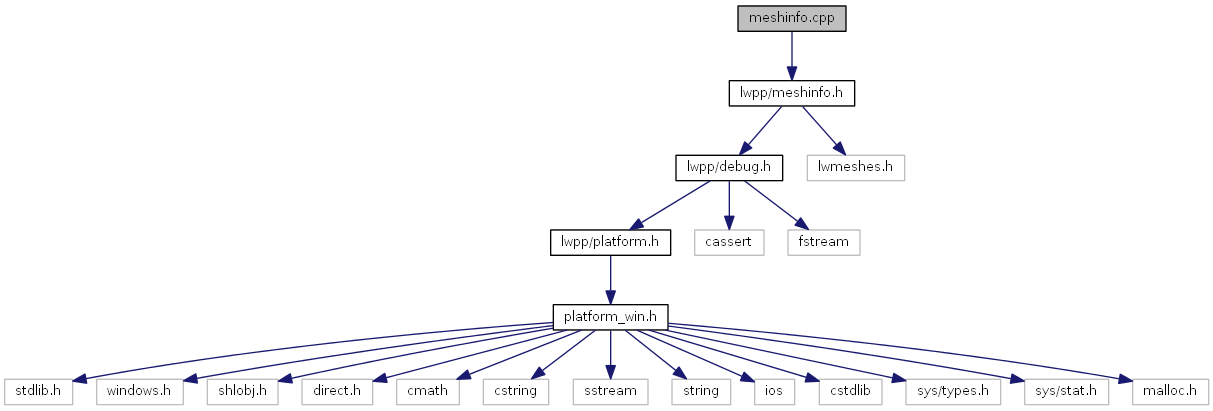 meshinfo.cpp
lwpp/meshinfo.h
lwpp/debug.h
lwmeshes.h
lwpp/platform.h
cassert
fstream
platform_win.h
stdlib.h
windows.h
shlobj.h
direct.h
cmath
cstring
sstream
string
ios
cstdlib
sys/types.h
sys/stat.h
malloc.h